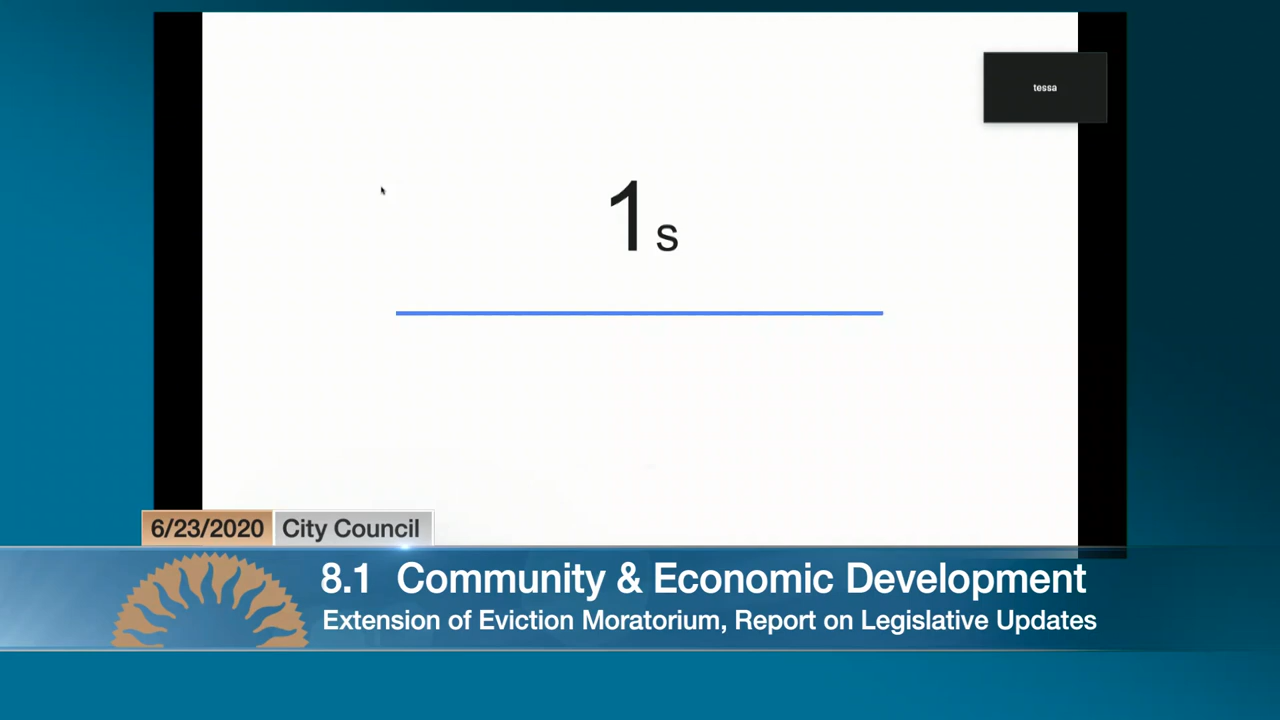 tessa
1 s
6/23/2020 City Council
8.1 Community & Economic Development
Extension of Eviction Moratorium, Report on Legislative Updates